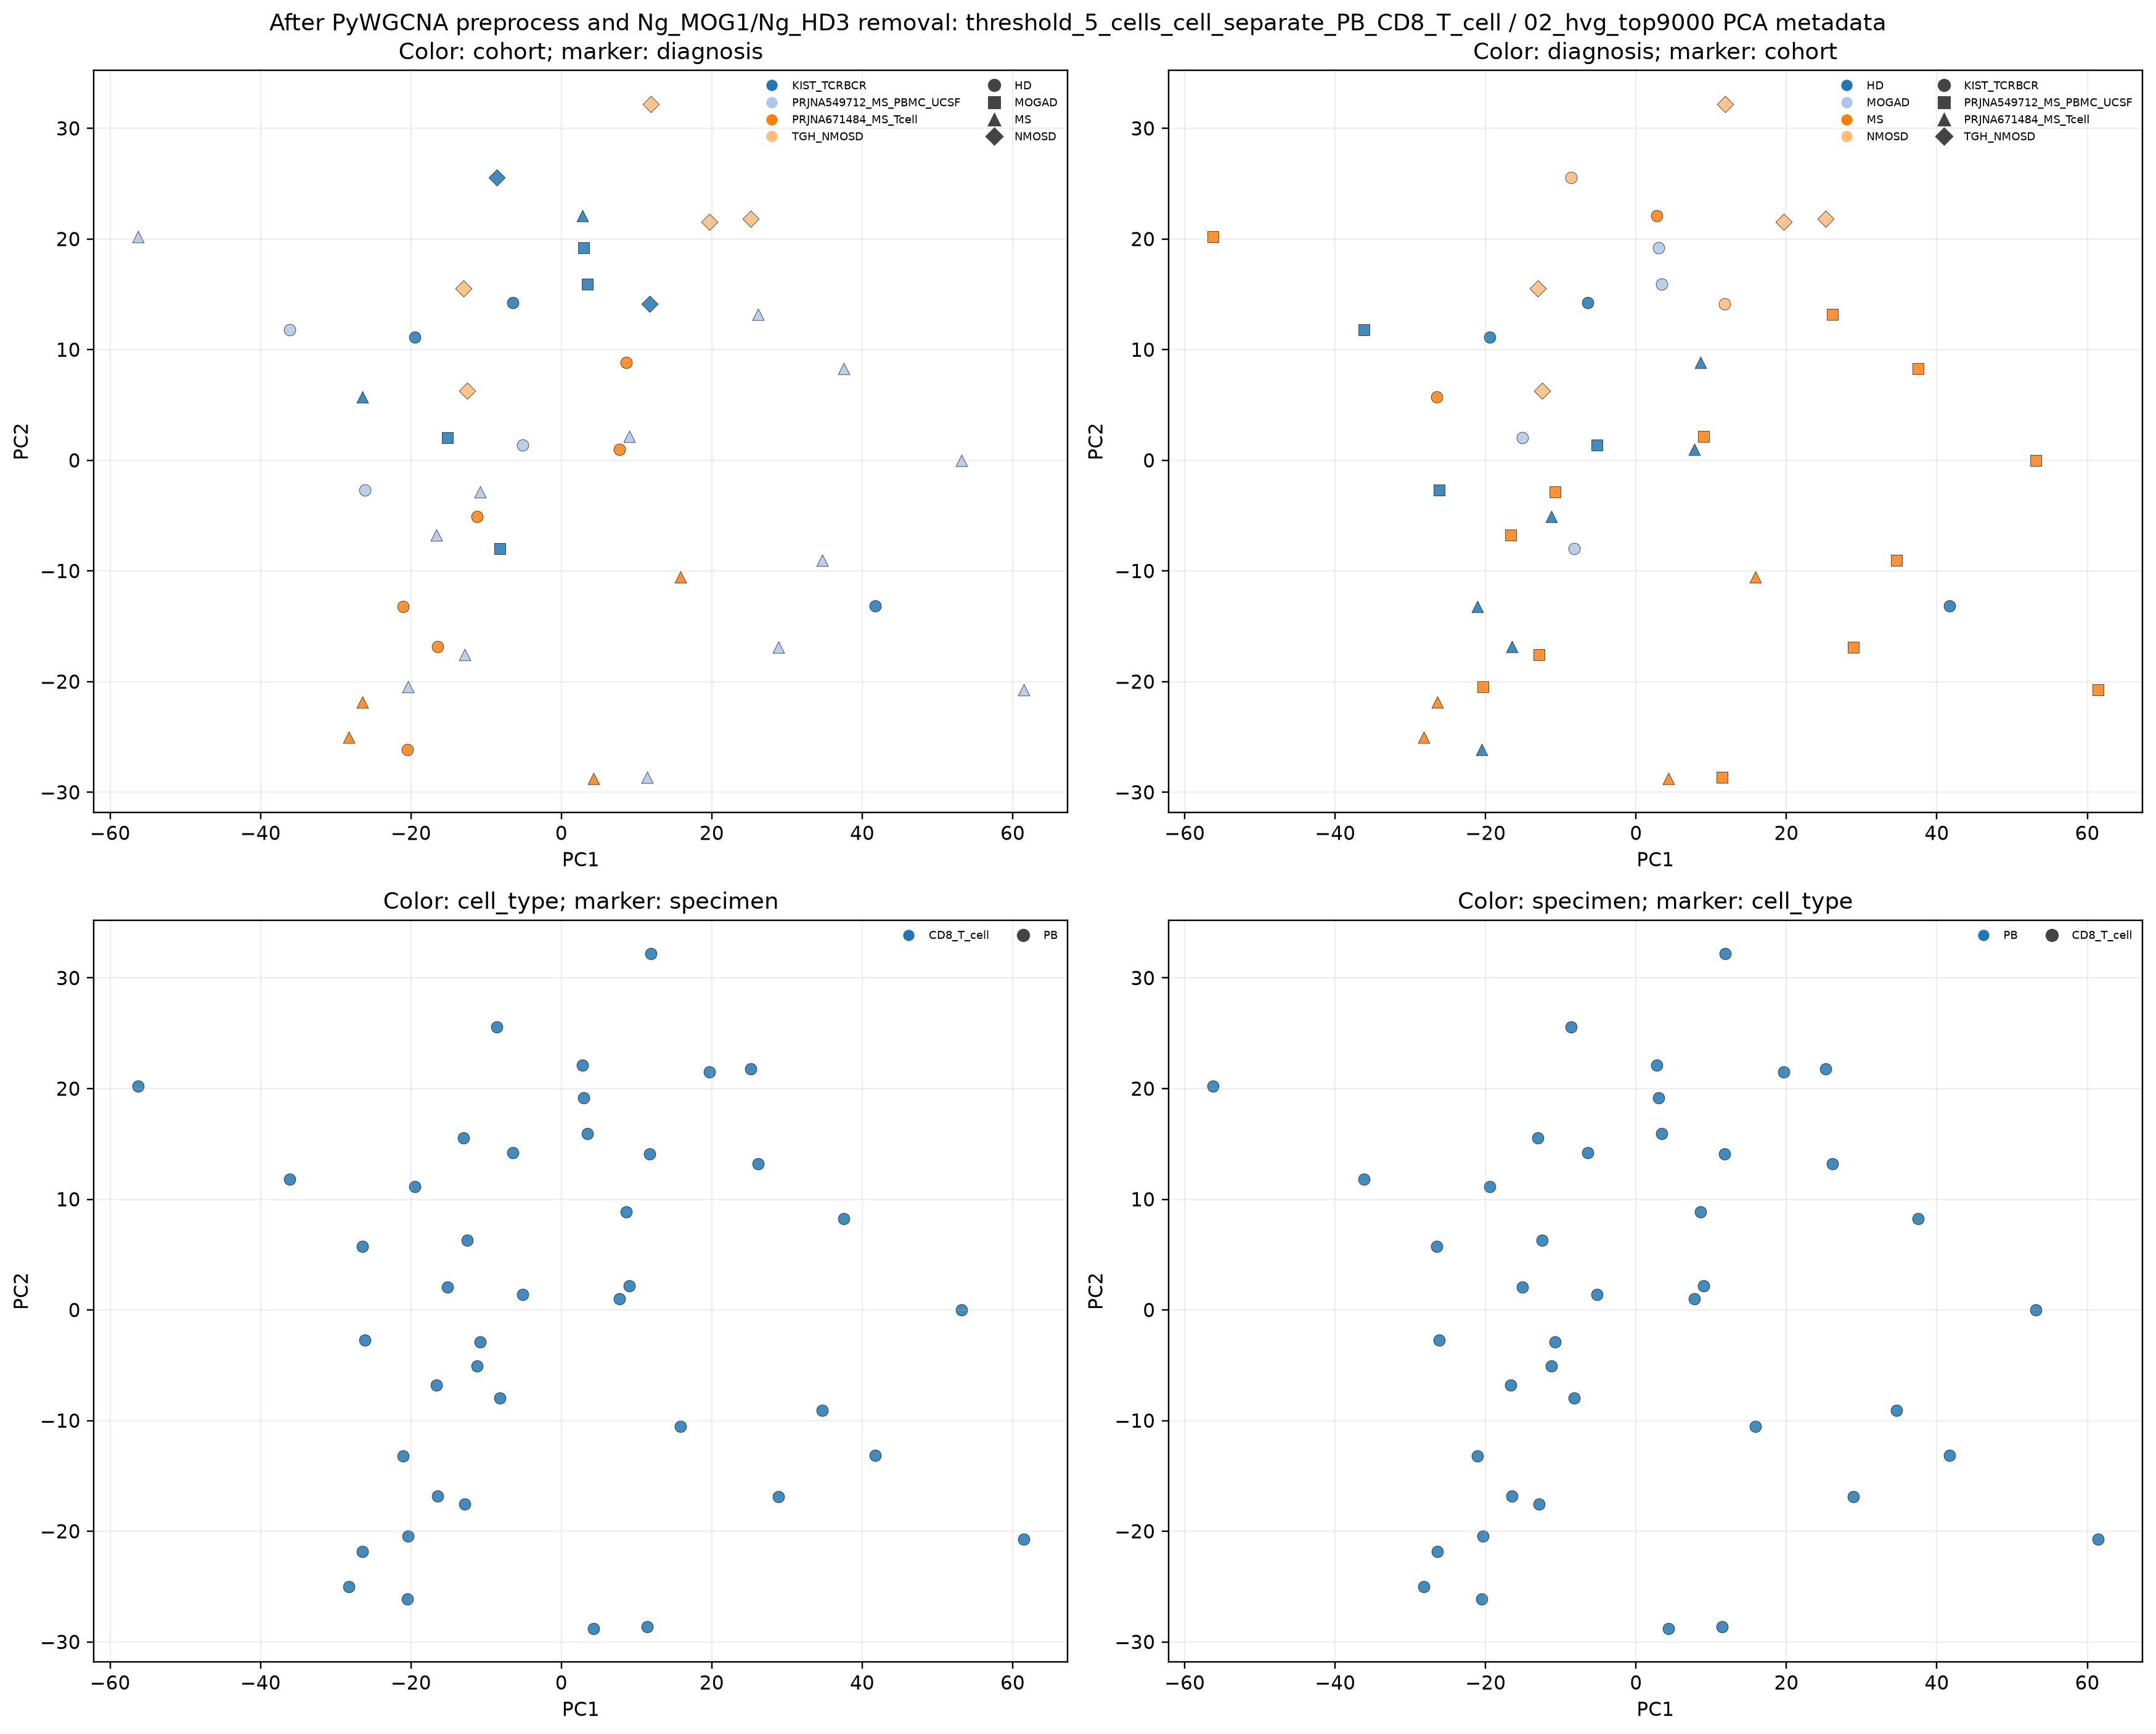 After PyWGCNA preprocess and Ng_MOG1/Ng_HD3 removal: threshold_5_cells_cell_separate_PB_CD8_T_cell / 02_hvg_top9000 PCA metadata
Color: cohort; marker: diagnosis
KIST_TCRBCR HD
PRJNA549712_MS_PBMC_UCSF MOGAD
PRJNA671484_MS_Tcell MS
TGH_NMOSD NMOSD
30
20
10
0
−10
−20
−30
PC2
−60 −40 −20 0 20 40 60
PC1
Color: diagnosis; marker: cohort
HD KIST_TCRBCR
MOGAD PRJNA549712_MS_PBMC_UCSF
MS PRJNA671484_MS_Tcell
NMOSD TGH_NMOSD
30
20
10
0
−10
−20
−30
PC2
−60 −40 −20 0 20 40 60
PC1
Color: cell_type; marker: specimen
CD8_T_cell PB
30
20
10
0
−10
−20
−30
PC2
−60 −40 −20 0 20 40 60
PC1
Color: specimen; marker: cell_type
PB CD8_T_cell
30
20
10
0
−10
−20
−30
PC2
−60 −40 −20 0 20 40 60
PC1